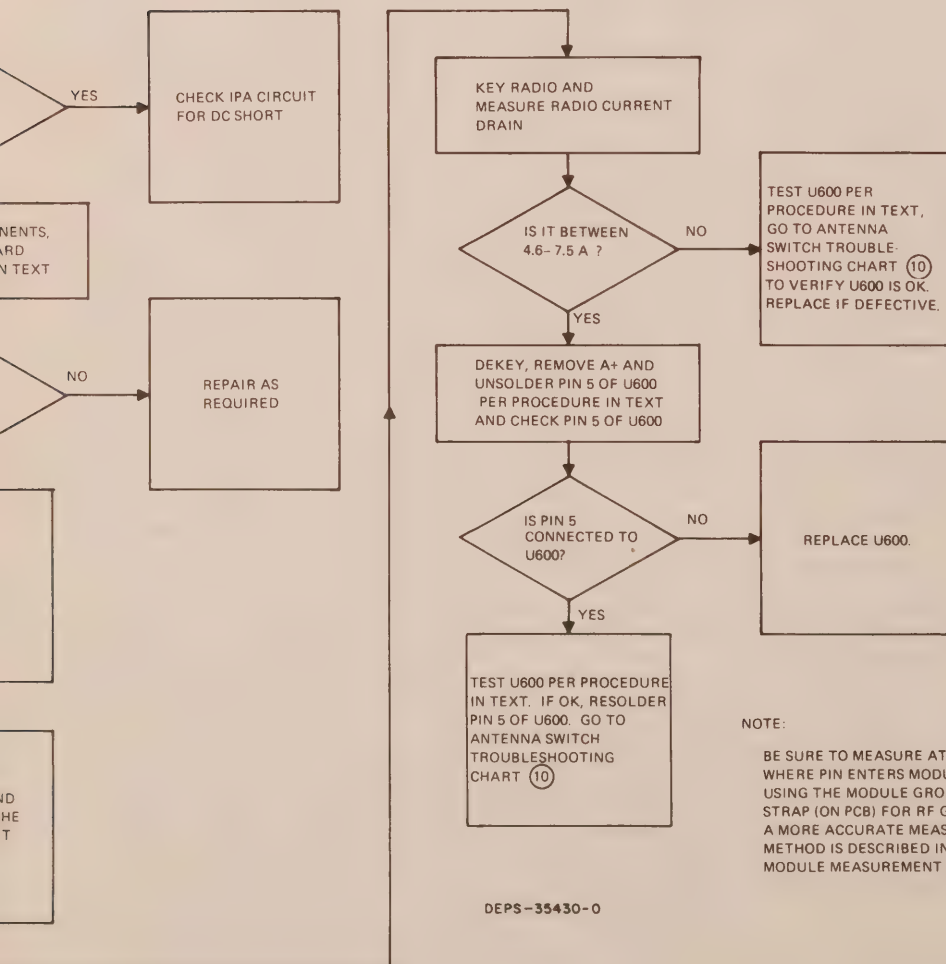 YES
CHECK IPA CIRCUIT
FOR DC SHORT
NENTS,
ARD
N TEXT
NO
REPAIR AS
REQUIRED
ND
HE
T
KEY RADIO AND
MEASURE RADIO CURRENT
DRAIN
IS IT BETWEEN
4.6-7.5 A ?
NO
TEST U600 PER
PROCEDURE IN TEXT,
GO TO ANTENNA
SWITCH TROUBLE-
SHOOTING CHART 10
TO VERIFY U600 IS OK.
REPLACE IF DEFECTIVE.
YES
DEKEY, REMOVE A+ AND
UNSOLDER PIN 5 OF U600
PER PROCEDURE IN TEXT
AND CHECK PIN 5 OF U600
IS PIN 5
CONNECTED TO
U600?
NO
REPLACE U600.
YES
TEST U600 PER PROCEDURE
IN TEXT. IF OK, RESOLDER
PIN 5 OF U600. GO TO
ANTENNA SWITCH
TROUBLESHOOTING
CHART 10
NOTE:
BE SURE TO MEASURE AT
WHERE PIN ENTERS MODU
USING THE MODULE GRO
STRAP (ON PCB) FOR RF G
A MORE ACCURATE MEAS
METHOD IS DESCRIBED IN
MODULE MEASUREMENT
DEPS-35430-0